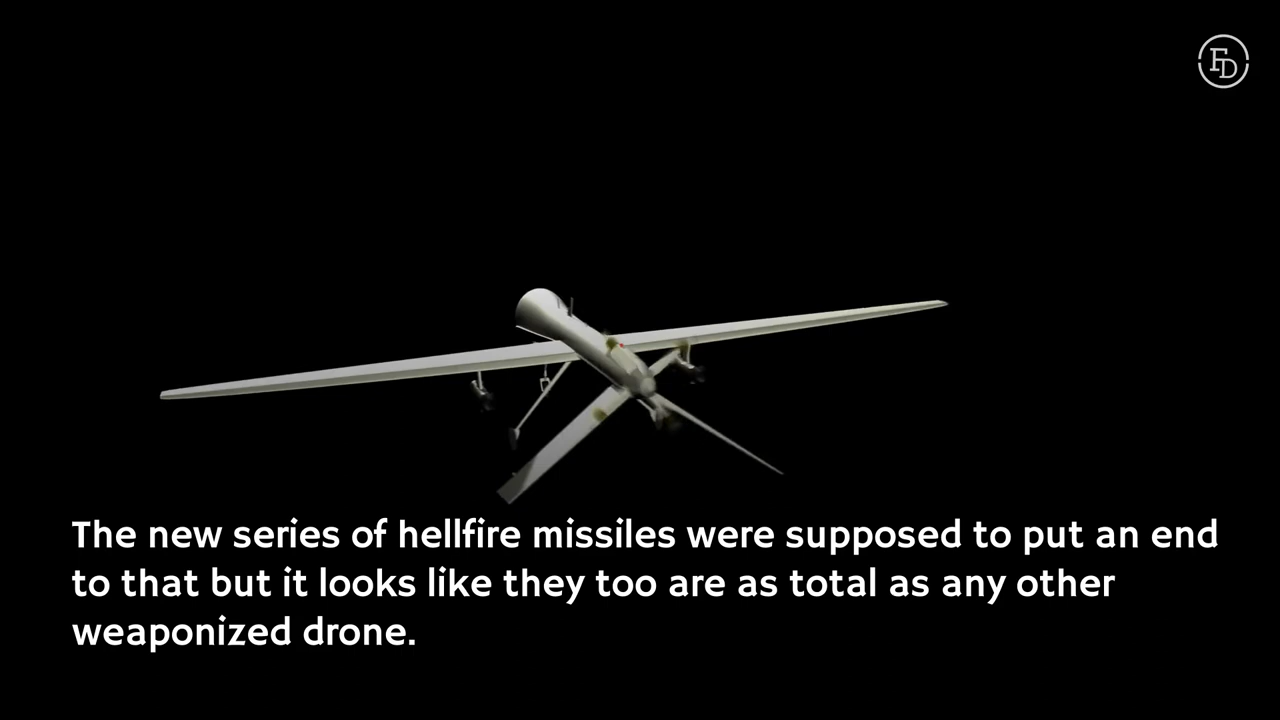 FD
The new series of hellfire missiles were supposed to put an end
to that but it looks like they too are as total as any other
weaponized drone.